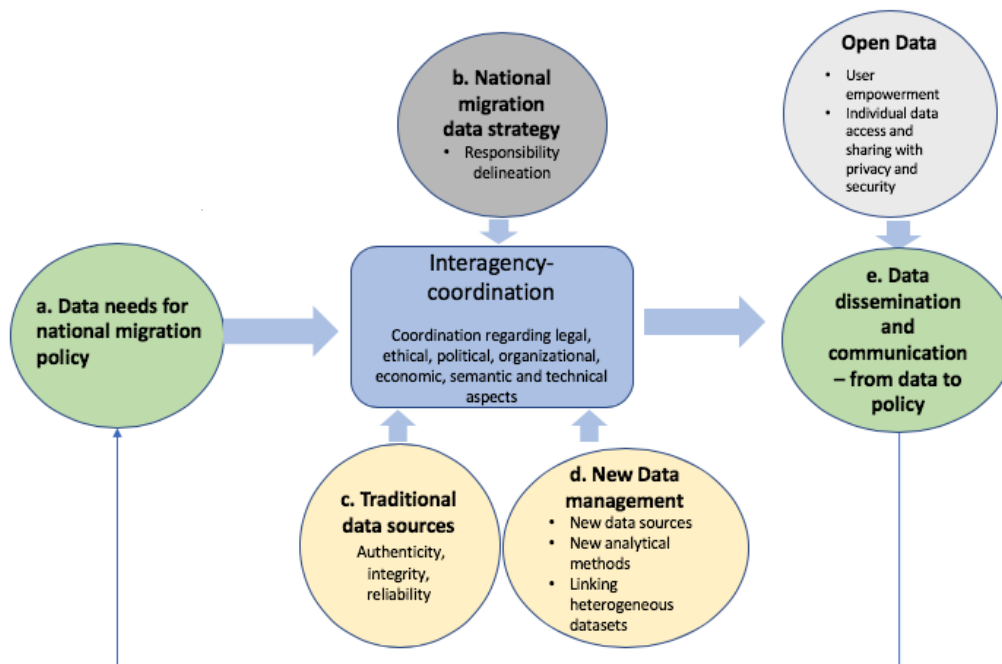 b. National
migration
data strategy
• Responsibility
delineation
Open Data
• User
empowerment
• Individual data
access and
sharing with
privacy and
security
a. Data needs for
national migration
policy
Interagency-
coordination
Coordination regarding legal,
ethical, political, organizational,
economic, semantic and technical
aspects
e. Data
dissemination
and
communication
– from data to
policy
c. Traditional
data sources
Authenticity,
integrity,
reliability
d. New Data
management
• New data sources
• New analytical
methods
• Linking
heterogeneous
datasets